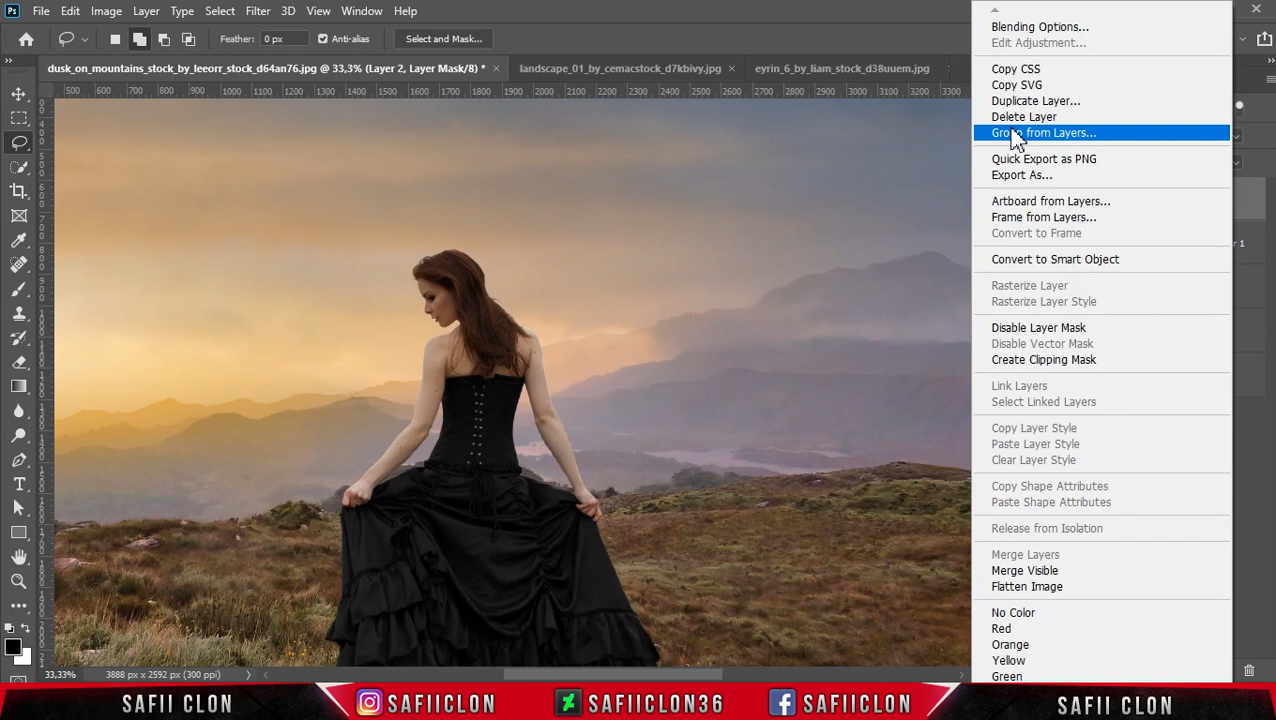 Ps File Edit Image Layer Type Select Filter 3D View Window Help
Feather: 0 px Anti-alias Select and Mask...
dusk_on_mountains_stock_by_leeorr_stock_d64an76.jpg @ 33,3% (Layer 2, Layer Mask/8) * × landscape_01_by_cemacstock_d7kbivy.jpg × eyrin_6_by_liam_stock_d38uuem.jpg
500 600 700 800 900 1000 1100 1200 1300 1400 1500 1600 1700 1800 1900 2000 2100 2200 2300 2400 2500 2600 2700 2800 2900 3000 3100 3200 3300
Blending Options...
Edit Adjustment...
Copy CSS
Copy SVG
Duplicate Layer...
Delete Layer
Group from Layers...
Quick Export as PNG
Export As...
Artboard from Layers...
Frame from Layers...
Convert to Frame
r 1
Convert to Smart Object
Rasterize Layer
Rasterize Layer Style
Disable Layer Mask
Disable Vector Mask
Create Clipping Mask
Link Layers
Select Linked Layers
Copy Layer Style
Paste Layer Style
Clear Layer Style
Copy Shape Attributes
Paste Shape Attributes
Release from Isolation
Merge Layers
Merge Visible
Flatten Image
No Color
Red
Orange
Yellow
Green
33,33% 3888 px x 2592 px (300 ppi)
SAFII CLON SAFIICLON SAFIICLON36 SAFIICLON SAFII CLON